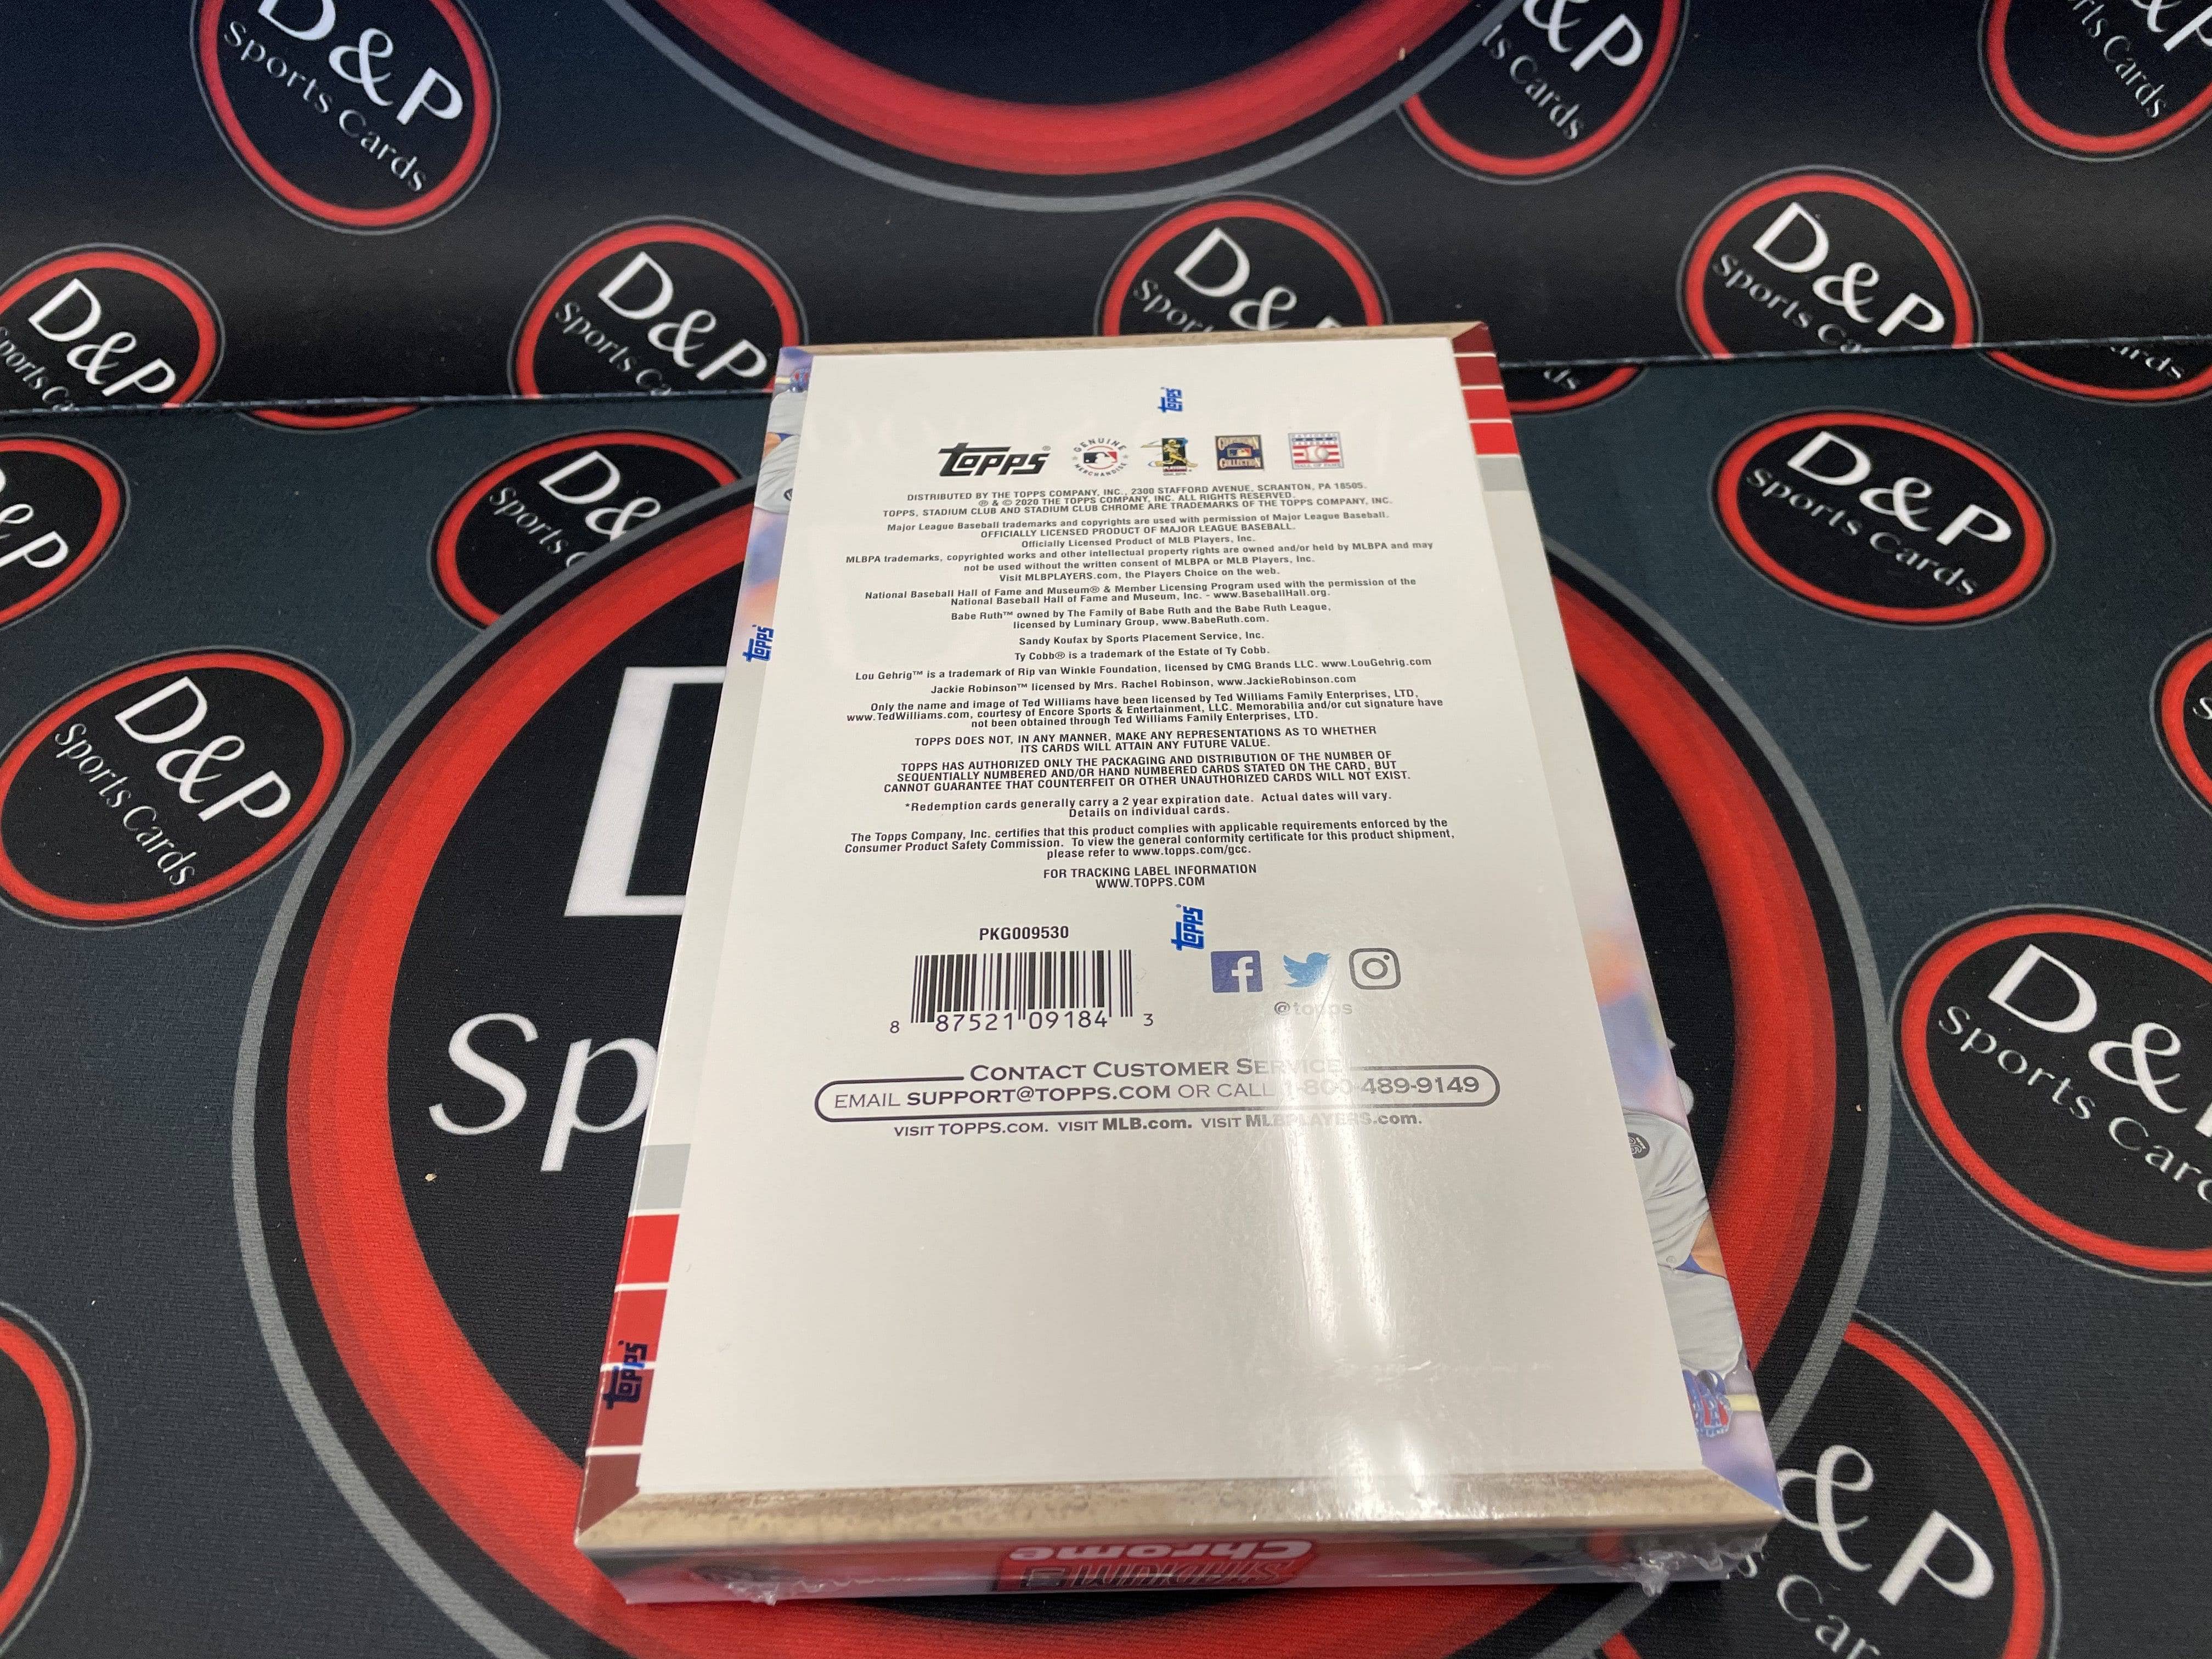 D&P
Sports Cards
D&P
Sports Cards
D&P
D&P
Sports Ca
D&
D&P
Sports Ca
D&P
D&
D&P
Sports Cards
D&P
Sports Cards
D&
Sports Car
D
Sp
D&P
topps
topps
GENUINE MERCHANDISE
COOPERSTOWN COLLECTION
HALL OF FAME
DISTRIBUTED BY THE TOPPS COMPANY, INC., 2300 STAFFORD AVENUE, SCRANTON, PA 18505.
® & © 2020 THE TOPPS COMPANY, INC. ALL RIGHTS RESERVED.
TOPPS, STADIUM CLUB AND STADIUM CLUB CHROME ARE TRADEMARKS OF THE TOPPS COMPANY, INC.
Major League Baseball trademarks and copyrights are used with permission of Major League Baseball.
OFFICIALLY LICENSED PRODUCT OF MAJOR LEAGUE BASEBALL.
Officially Licensed Product of MLB Players, Inc.
MLBPA trademarks, copyrighted works and other intellectual property rights are owned and/or held by MLBPA and may
not be used without the written consent of MLBPA or MLB Players, Inc.
Visit MLBPLAYERS.com, the Players Choice on the web.
National Baseball Hall of Fame and Museum® & Member Licensing Program used with the permission of the
National Baseball Hall of Fame and Museum, Inc. - www.BaseballHall.org.
Babe Ruth™ owned by The Family of Babe Ruth and the Babe Ruth League,
licensed by Luminary Group, www.BabeRuth.com.
Sandy Koufax by Sports Placement Service, Inc.
Ty Cobb® is a trademark of the Estate of Ty Cobb.
Lou Gehrig™ is a trademark of Rip van Winkle Foundation, licensed by CMG Brands LLC. www.LouGehrig.com
Jackie Robinson™ licensed by Mrs. Rachel Robinson, www.JackieRobinson.com
Only the name and image of Ted Williams have been licensed by Ted Williams Family Enterprises, LTD,
www.TedWilliams.com, courtesy of Encore Sports & Entertainment, LLC. Memorabilia and/or cut signature have
not been obtained through Ted Williams Family Enterprises, LTD.
TOPPS DOES NOT, IN ANY MANNER, MAKE ANY REPRESENTATIONS AS TO WHETHER
ITS CARDS WILL ATTAIN ANY FUTURE VALUE.
TOPPS HAS AUTHORIZED ONLY THE PACKAGING AND DISTRIBUTION OF THE NUMBER OF
SEQUENTIALLY NUMBERED AND/OR HAND NUMBERED CARDS STATED ON THE CARD, BUT
CANNOT GUARANTEE THAT COUNTERFEIT OR OTHER UNAUTHORIZED CARDS WILL NOT EXIST.
*Redemption cards generally carry a 2 year expiration date. Actual dates will vary.
Details on individual cards.
The Topps Company, Inc. certifies that this product complies with applicable requirements enforced by the
Consumer Product Safety Commission. To view the general conformity certificate for this product shipment,
please refer to www.topps.com/gcc.
FOR TRACKING LABEL INFORMATION
WWW.TOPPS.COM
topps
topps
topps
PKG009530
8 87521 09184 3
@topps
CONTACT CUSTOMER SERVICE
EMAIL SUPPORT@TOPPS.COM OR CALL 1-800-489-9149
VISIT TOPPS.COM. VISIT MLB.com. VISIT MLBPLAYERS.com.
STADIUM
Chrome